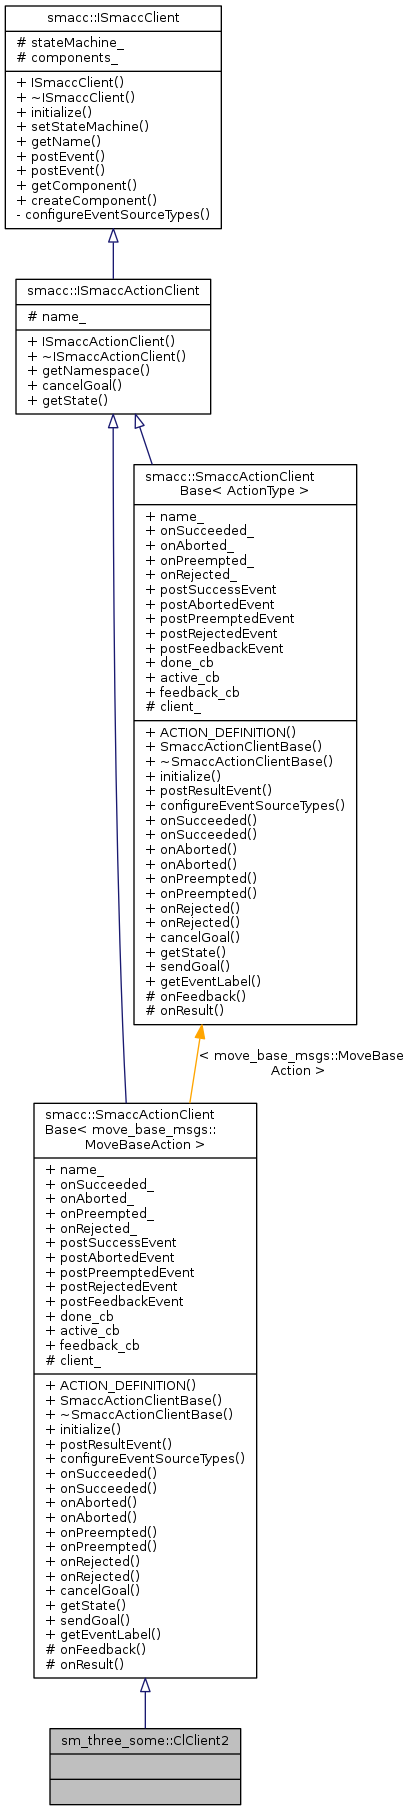 smacc::ISmaccClient
# stateMachine_
# components_
+ ISmaccClient()
+ ~ISmaccClient()
+ initialize()
+ setStateMachine()
+ getName()
+ postEvent()
+ postEvent()
+ getComponent()
+ createComponent()
- configureEventSourceTypes()
smacc::ISmaccActionClient
# name_
+ ISmaccActionClient()
+ ~ISmaccActionClient()
+ getNamespace()
+ cancelGoal()
+ getState()
smacc::SmaccActionClient
Base< ActionType >
+ name_
+ onSucceeded_
+ onAborted_
+ onPreempted_
+ onRejected_
+ postSuccessEvent
+ postAbortedEvent
+ postPreemptedEvent
+ postRejectedEvent
+ postFeedbackEvent
+ done_cb
+ active_cb
+ feedback_cb
# client_
+ ACTION_DEFINITION()
+ SmaccActionClientBase()
+ ~SmaccActionClientBase()
+ initialize()
+ postResultEvent()
+ configureEventSourceTypes()
+ onSucceeded()
+ onSucceeded()
+ onAborted()
+ onAborted()
+ onPreempted()
+ onPreempted()
+ onRejected()
+ onRejected()
+ cancelGoal()
+ getState()
+ sendGoal()
+ getEventLabel()
# onFeedback()
# onResult()
< move_base_msgs::MoveBase
Action >
smacc::SmaccActionClient
Base< move_base_msgs::
MoveBaseAction >
+ name_
+ onSucceeded_
+ onAborted_
+ onPreempted_
+ onRejected_
+ postSuccessEvent
+ postAbortedEvent
+ postPreemptedEvent
+ postRejectedEvent
+ postFeedbackEvent
+ done_cb
+ active_cb
+ feedback_cb
# client_
+ ACTION_DEFINITION()
+ SmaccActionClientBase()
+ ~SmaccActionClientBase()
+ initialize()
+ postResultEvent()
+ configureEventSourceTypes()
+ onSucceeded()
+ onSucceeded()
+ onAborted()
+ onAborted()
+ onPreempted()
+ onPreempted()
+ onRejected()
+ onRejected()
+ cancelGoal()
+ getState()
+ sendGoal()
+ getEventLabel()
# onFeedback()
# onResult()
sm_three_some::ClClient2